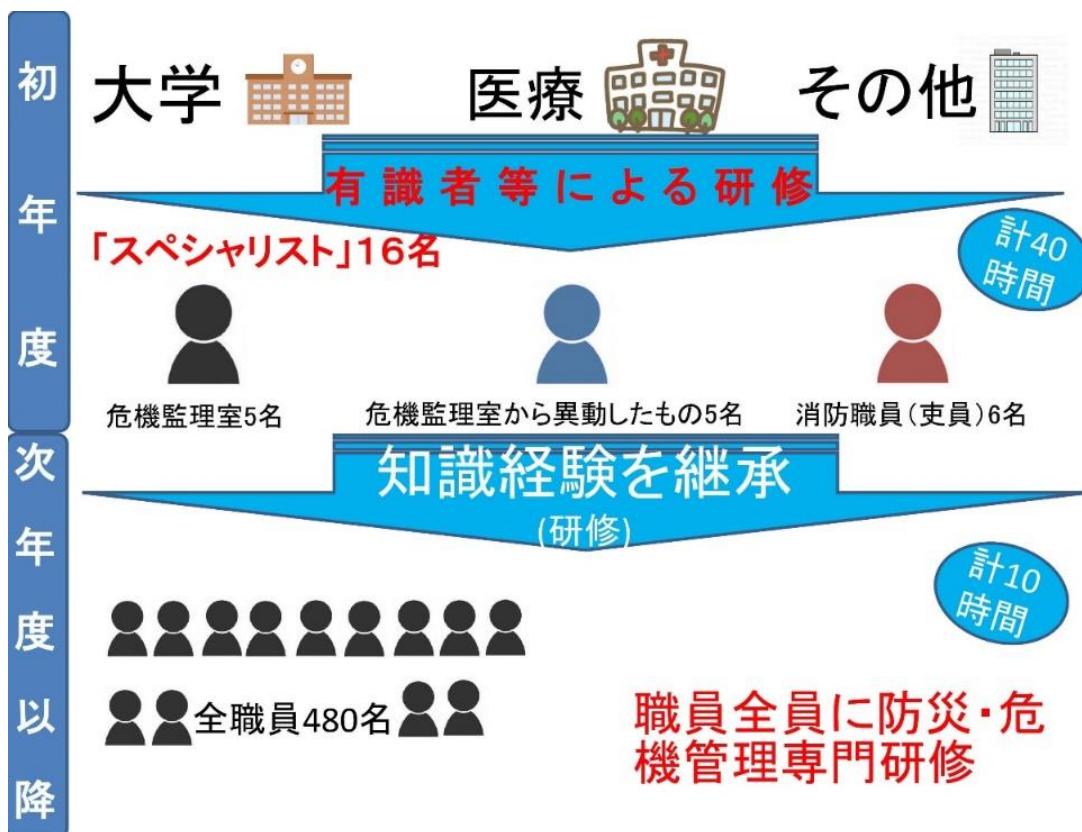 初年度
大学
医療
その他
有識者等による研修
「スペシャリスト」16名
計40
時間
危機監理室5名
危機監理室から異動したもの5名
消防職員(吏員)6名
次年度以降
知識経験を継承
(研修)
計10
時間
全職員480名
職員全員に防災・危
機管理専門研修